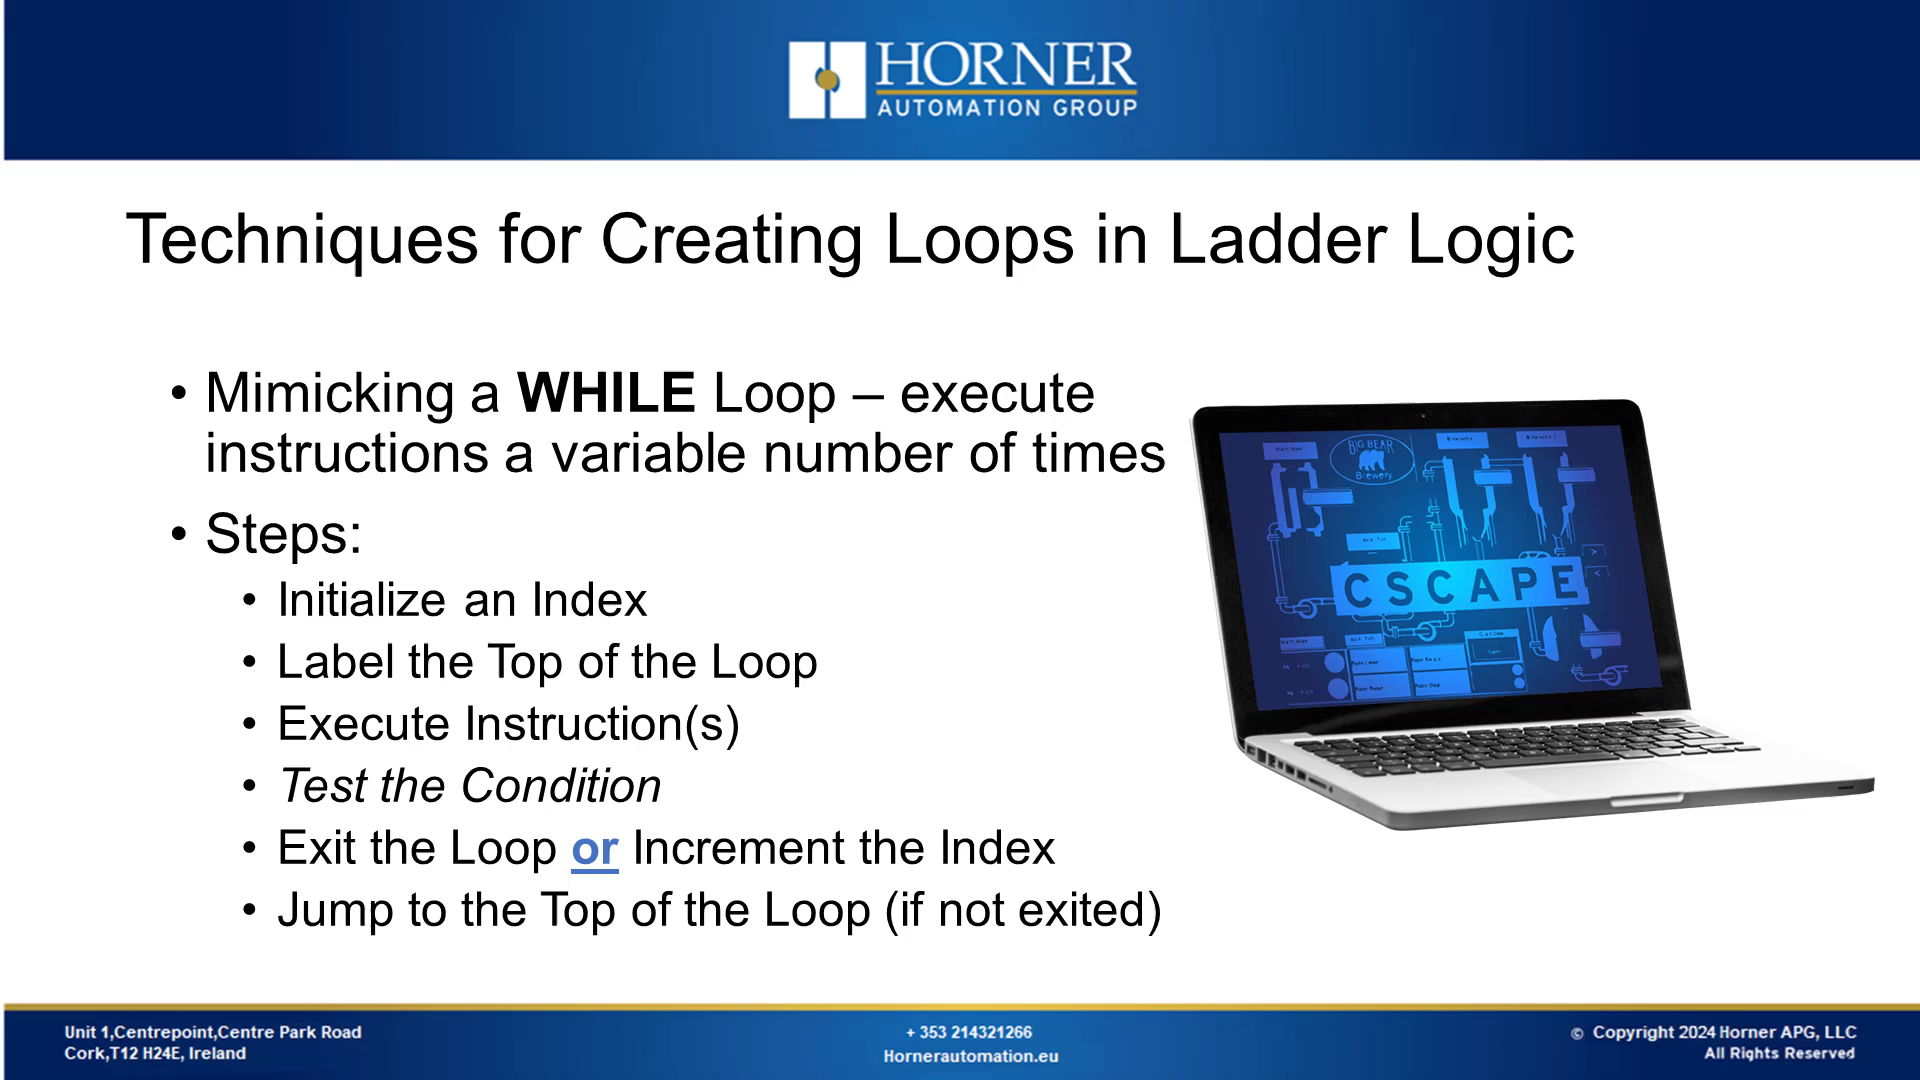 HORNER
AUTOMATION GROUP
Techniques for Creating Loops in Ladder Logic
• Mimicking a WHILE Loop – execute
instructions a variable number of times
• Steps:
• Initialize an Index
• Label the Top of the Loop
• Execute Instruction(s)
• Test the Condition
• Exit the Loop or Increment the Index
• Jump to the Top of the Loop (if not exited)
BIG BEAR
Brewery
CSCAPE
Unit 1,Centrepoint,Centre Park Road
Cork,T12 H24E, Ireland
+ 353 214321266
Hornerautomation.eu
© Copyright 2024 Horner APG, LLC
All Rights Reserved